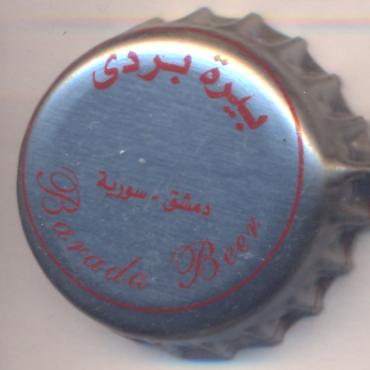 بيرة بردى
دمشق - سورية
Barada Beer